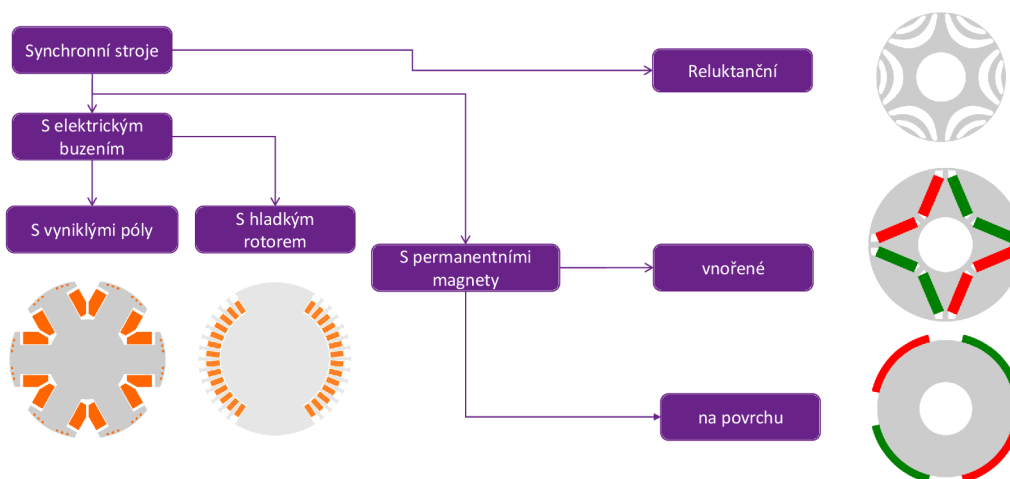 Synchronní stroje
Reluktanční
S elektrickým
buzením
S vyniklými póly
S hladkým
rotorem
S permanentními
magnety
vnořené
na povrchu